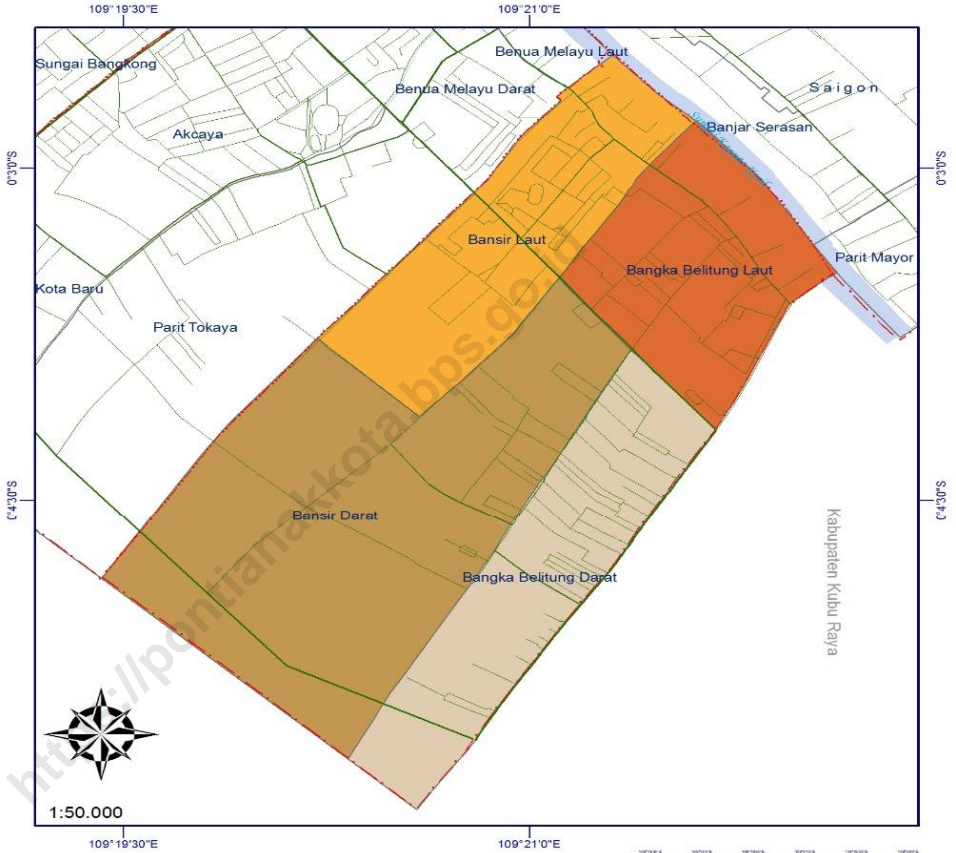 109°19'30"E 109°21'0"E
Benua Melayu Laut
Sungai Bangkong
Benua Melayu Darat
Saigon
Banjar Serasan
Akcaya
0°3'0"S 0°3'0"S
Bansir Laut
Parit Mayor
Bangka Belitung Laut
Kota Baru
Parit Tokaya
0°4'30"S 0°4'30"S
Bansir Darat
Kabupaten Kubu Raya
Bangka Belitung Darat
1:50.000
109°19'30"E 109°21'0"E
https://pontianakkota.bps.go.id